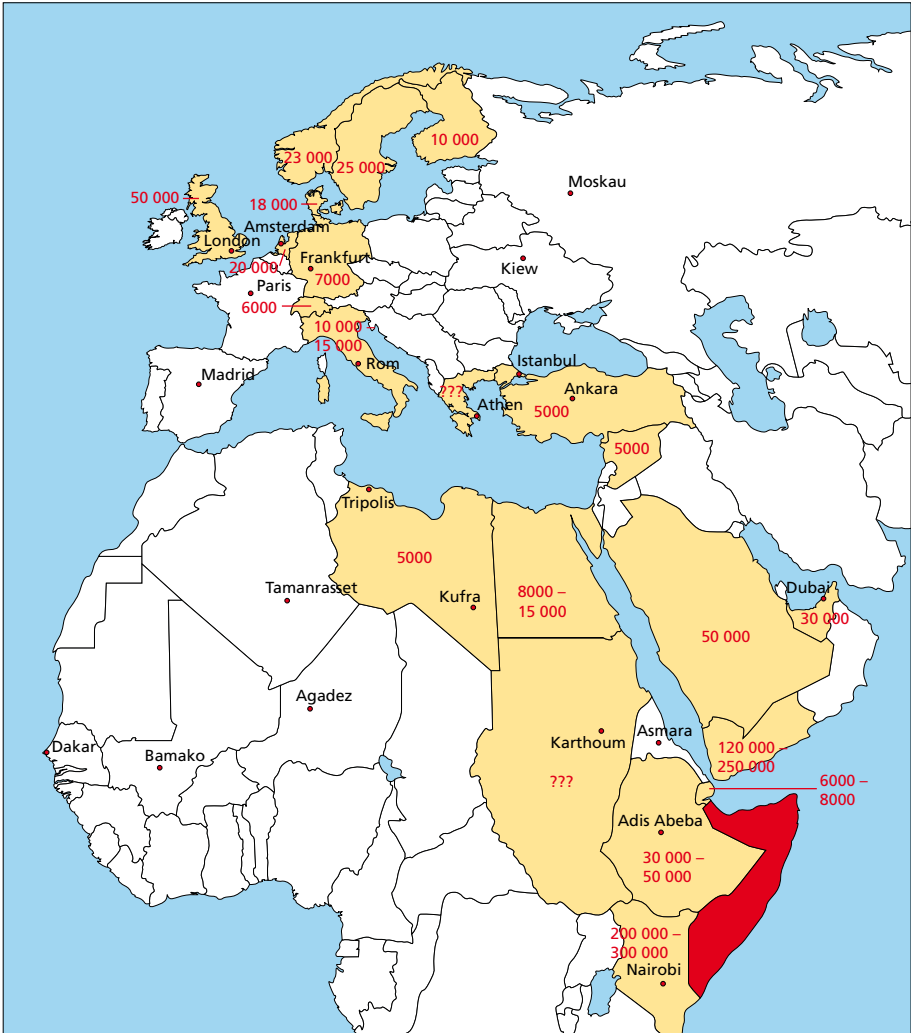 Moskau
10 000
23 000
25 000
50 000
18 000
Amsterdam
London
20 000
Frankfurt
7000
Kiew
Paris
6000
10 000 –
15 000
Rom
Madrid
Istanbul
Ankara
???
Athen
5000
5000
Tripolis
5000
Tamanrasset
Kufra
8000 –
15 000
Dubai
30 000
50 000
Agadez
Karthoum
Asmara
Dakar
Bamako
120 000 –
250 000
???
6000 –
8000
Adis Abeba
30 000 –
50 000
200 000 –
300 000
Nairobi